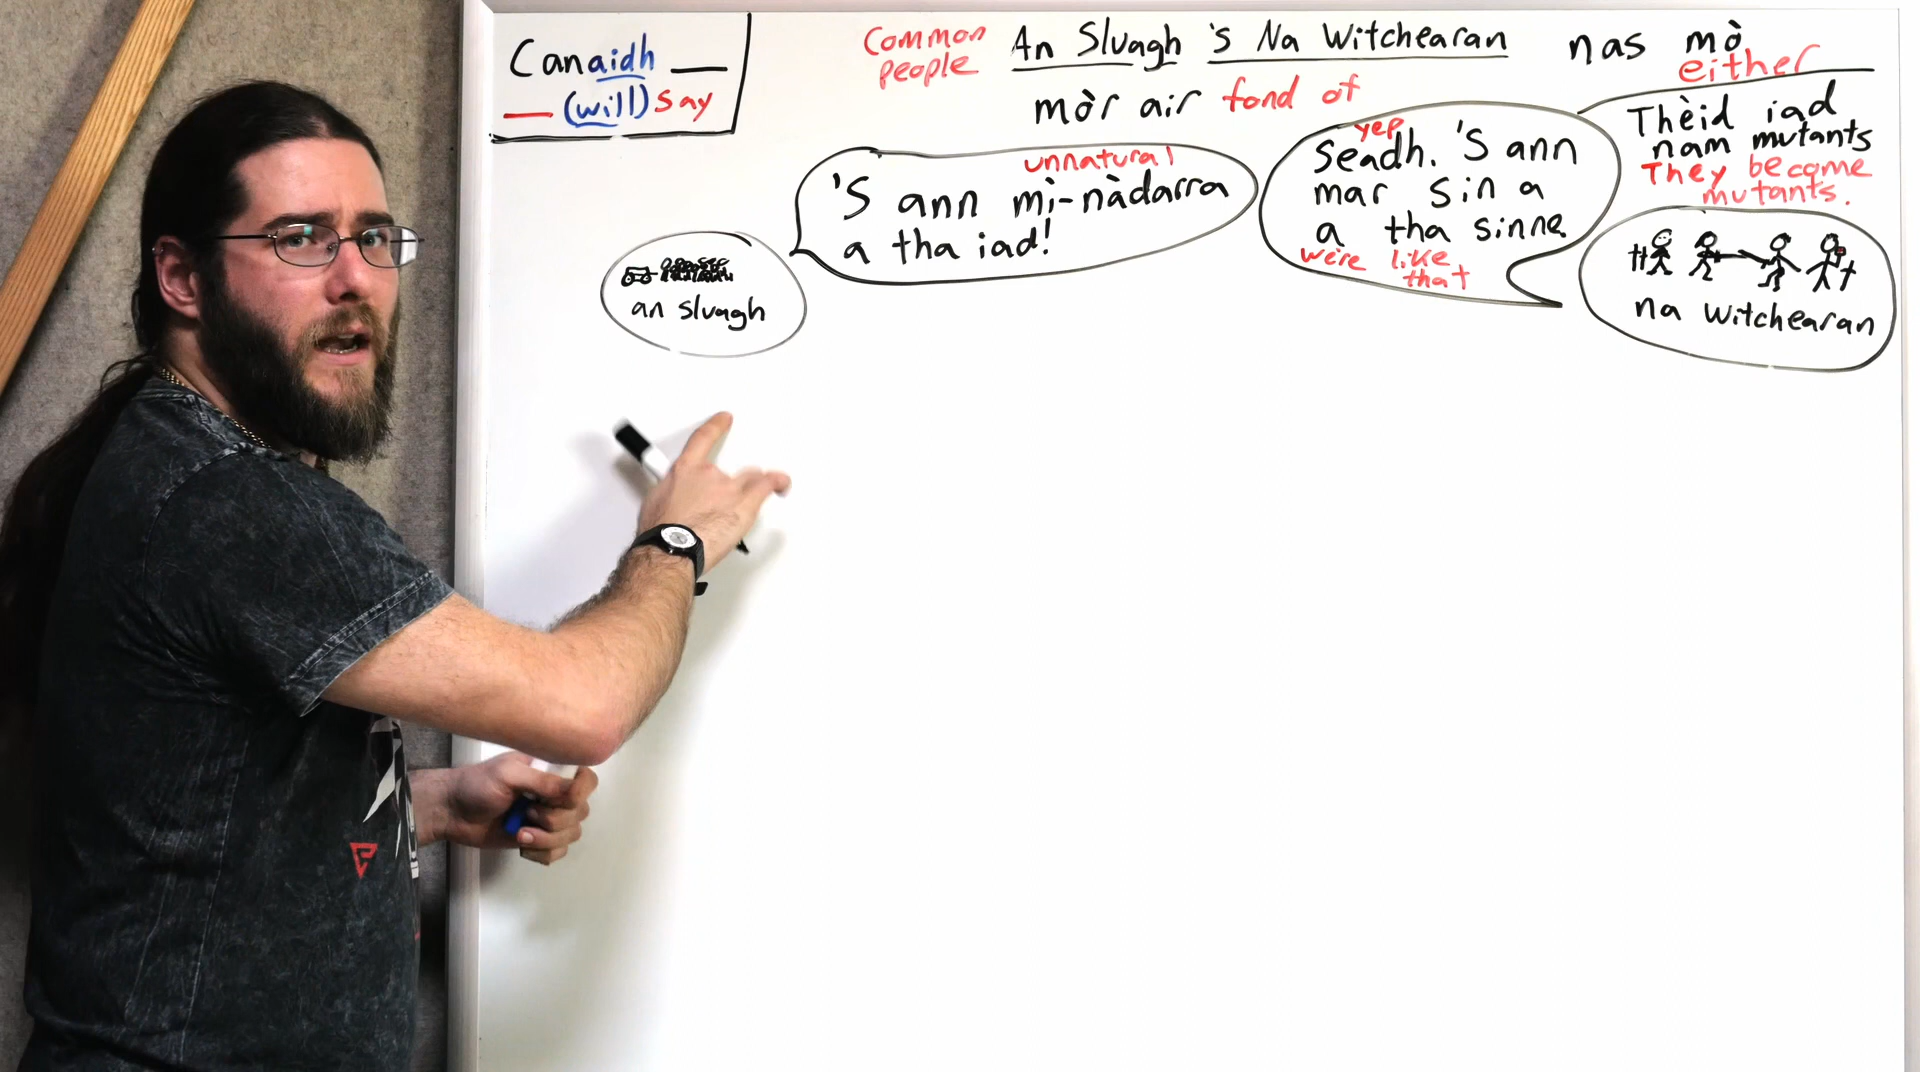 Canaidh __
__ (will) say
Common
people
An Sluagh 's Na Witchearan
nas mò
either
mòr air fond of
unnatural
'S ann mì-nàdarra
a tha iad!
an sluagh
yep
Seadh. 'S ann
mar sin a
a tha sinne.
we're like
that
Thèid iad
nam mutants
They become
mutants.
na witchearan